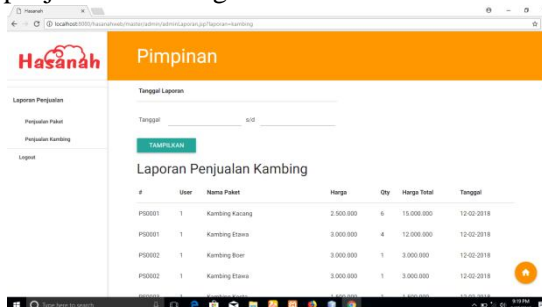 Hasanah
localhost:8080/hasanahweb/master/admin/adminLaporan.jsp?laporan=kambing
Hasanah
Pimpinan
Laporan Penjualan
Penjualan Paket
Penjualan Kambing
Logout
Tanggal Laporan
Tanggal s/d
TAMPILKAN
Laporan Penjualan Kambing
# User Nama Paket Harga Qty Harga Total Tanggal
PS0001 1 Kambing Kacang 2.500.000 6 15.000.000 12-02-2018
PS0001 1 Kambing Etawa 3.000.000 4 12.000.000 12-02-2018
PS0002 1 Kambing Boer 3.000.000 1 3.000.000 12-02-2018
PS0002 1 Kambing Etawa 3.000.000 1 3.000.000 12-02-2018
Type here to search
9:19 PM